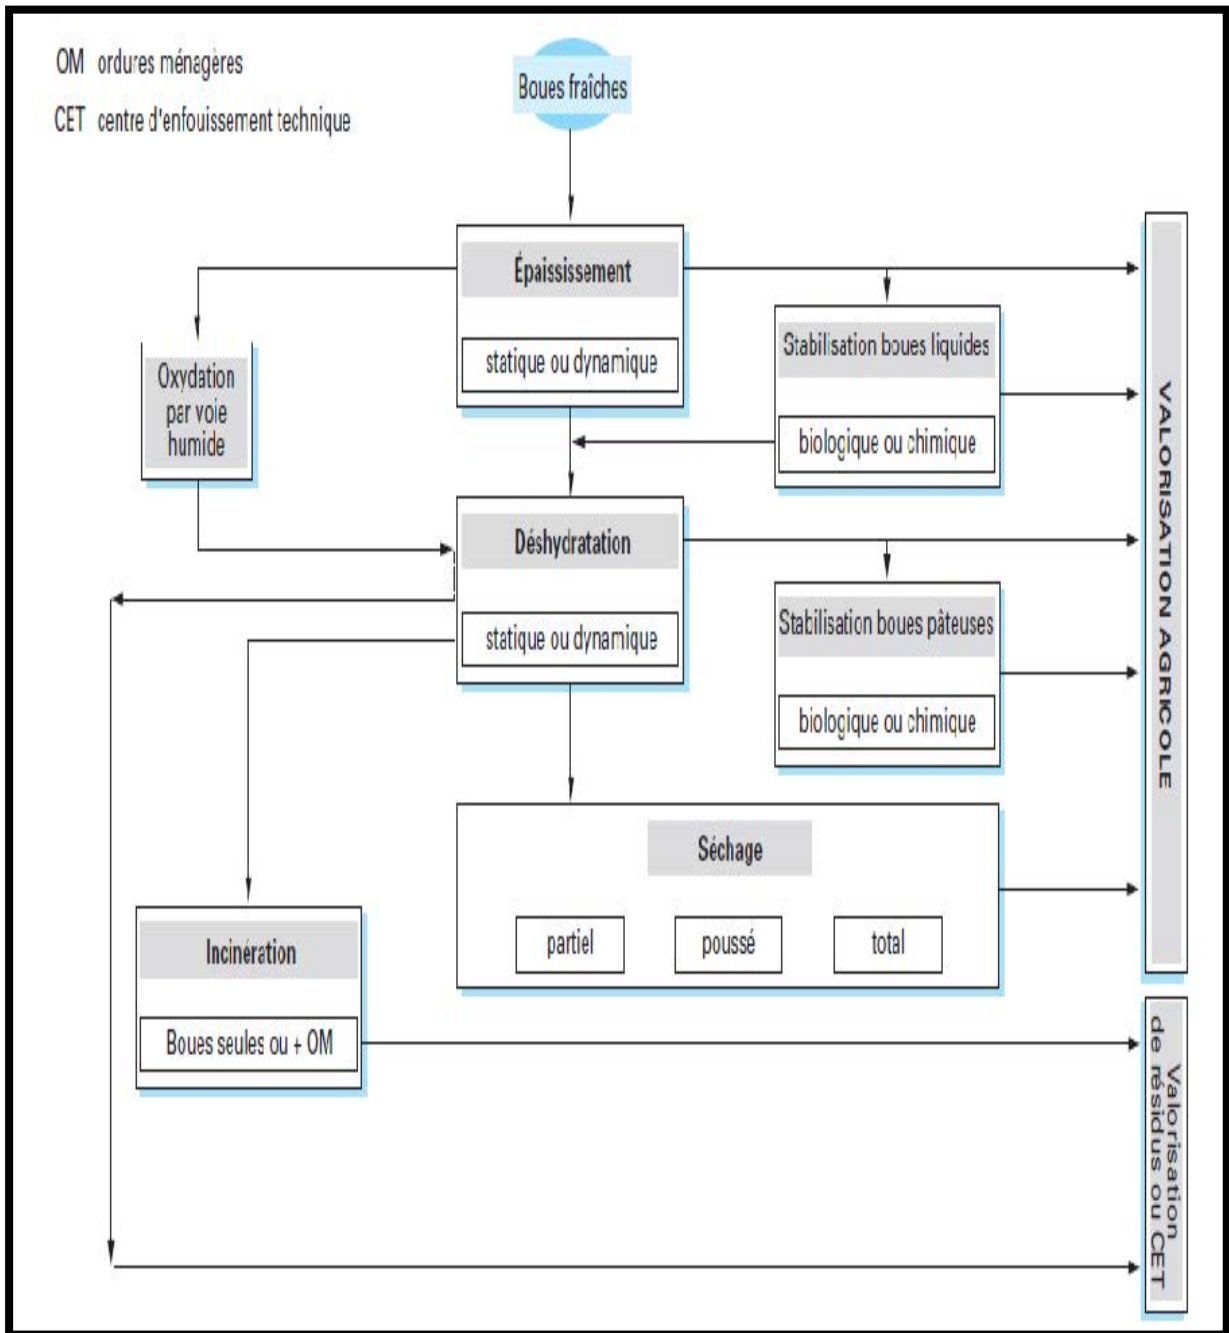 OM ordures ménagères
CET centre d'enfouissement technique
Boues fraîches
Épaississement
statique ou dynamique
Oxydation
par voie
humide
Stabilisation boues liquides
biologique ou chimique
Déshydratation
statique ou dynamique
Stabilisation boues pâteuses
biologique ou chimique
Séchage
partiel
poussé
total
Incinération
Boues seules ou + OM
VALORISATION AGRICOLE
Valorisation
de résidus ou CET